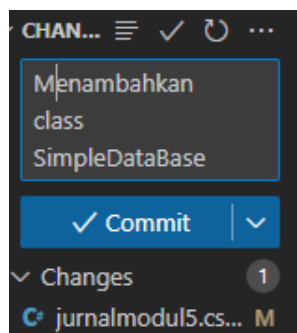 CHAN...
Menambahkan
class
SimpleDataBase
Commit
Changes 1
jurnalmodul5.cs... M